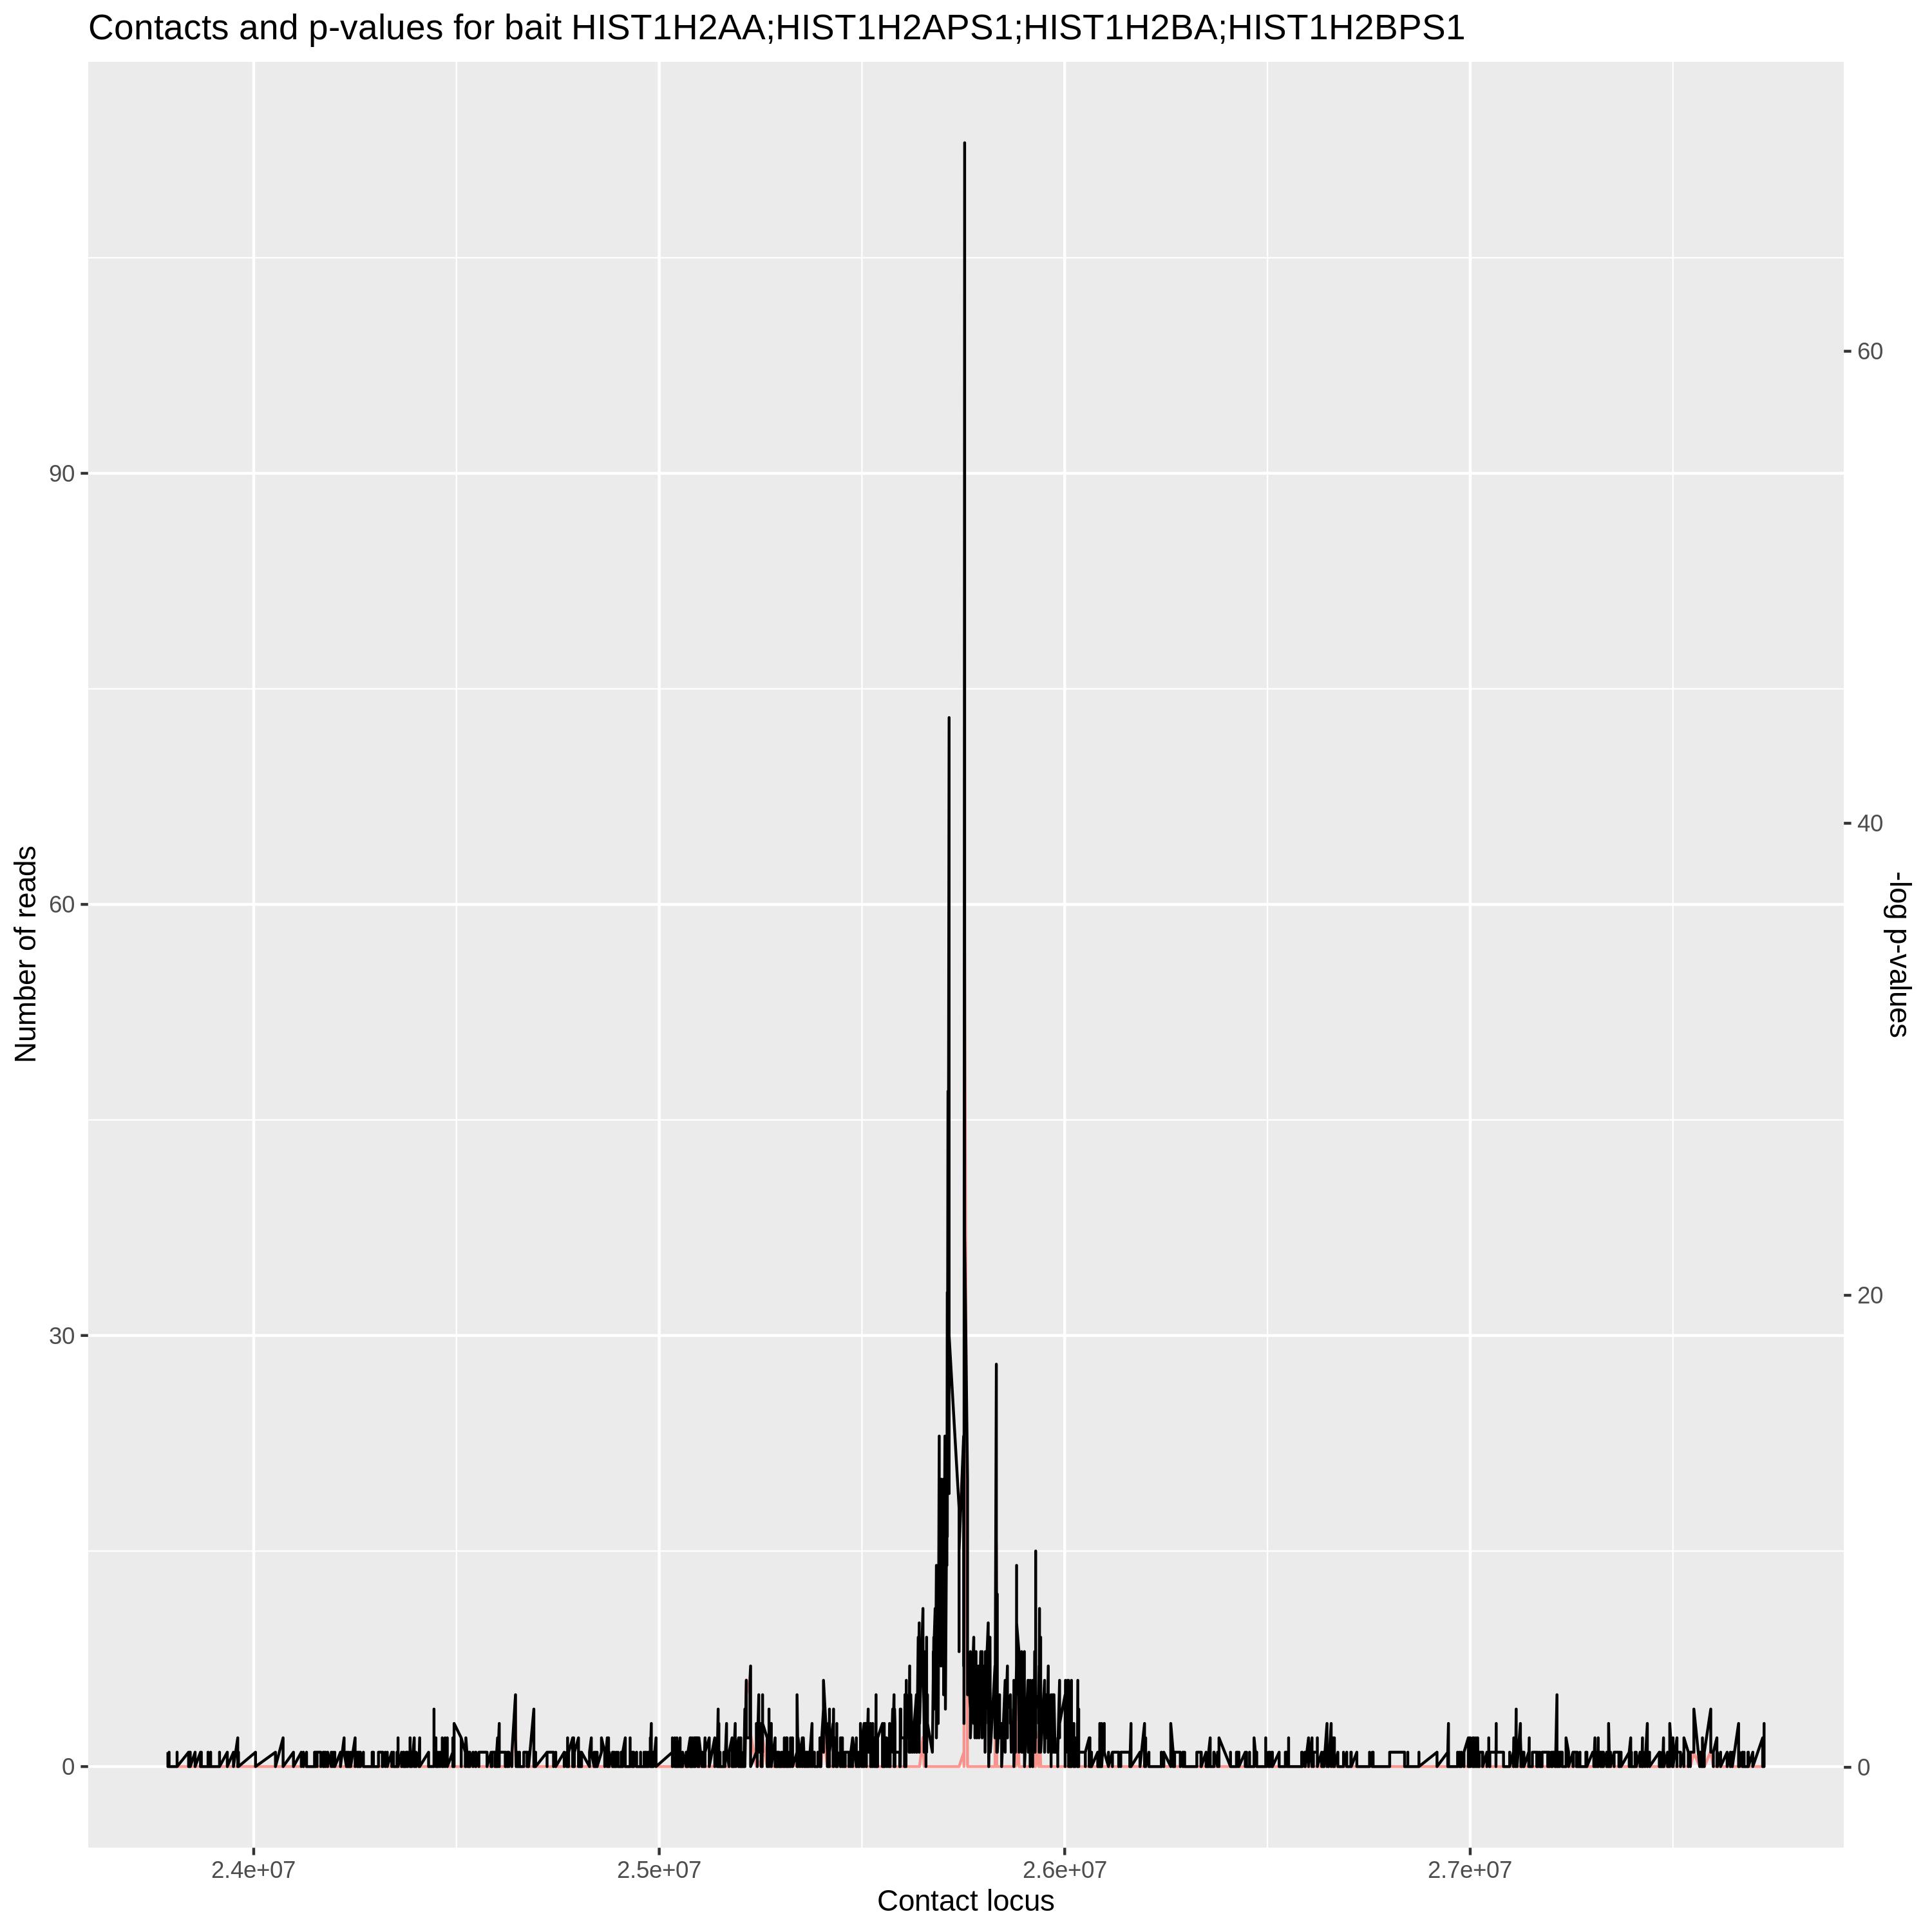 Contacts and p-values for bait HIST1H2AA;HIST1H2APS1;HIST1H2BA;HIST1H2BPS1
90
60
30
0
Number of reads
60
40
20
0
-log p-values
2.4e+07 2.5e+07 2.6e+07 2.7e+07
Contact locus